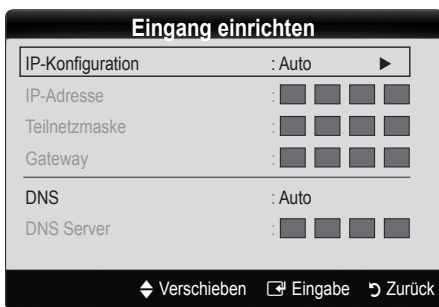 Eingang einrichten
IP-Konfiguration : Auto ►
IP-Adresse :
Teilnetzmaske :
Gateway :
DNS : Auto
DNS Server :
Verschieben Eingabe Zurück